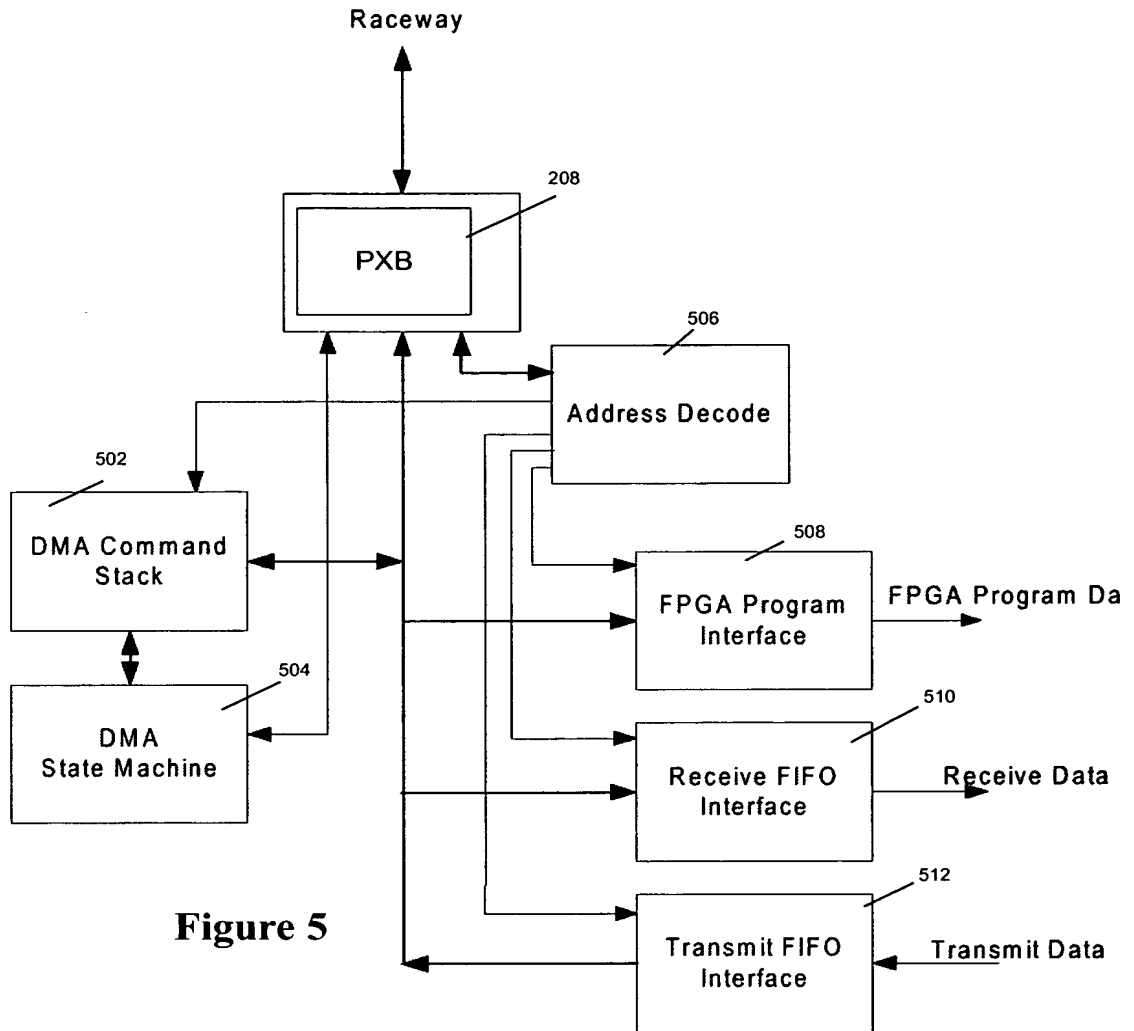 Raceway
208
PXB
506
Address Decode
502
DMA Command
Stack
508
FPGA Program
Interface
FPGA Program Da
504
DMA
State Machine
510
Receive FIFO
Interface
Receive Data
512
Transmit FIFO
Interface
Transmit Data
Figure 5